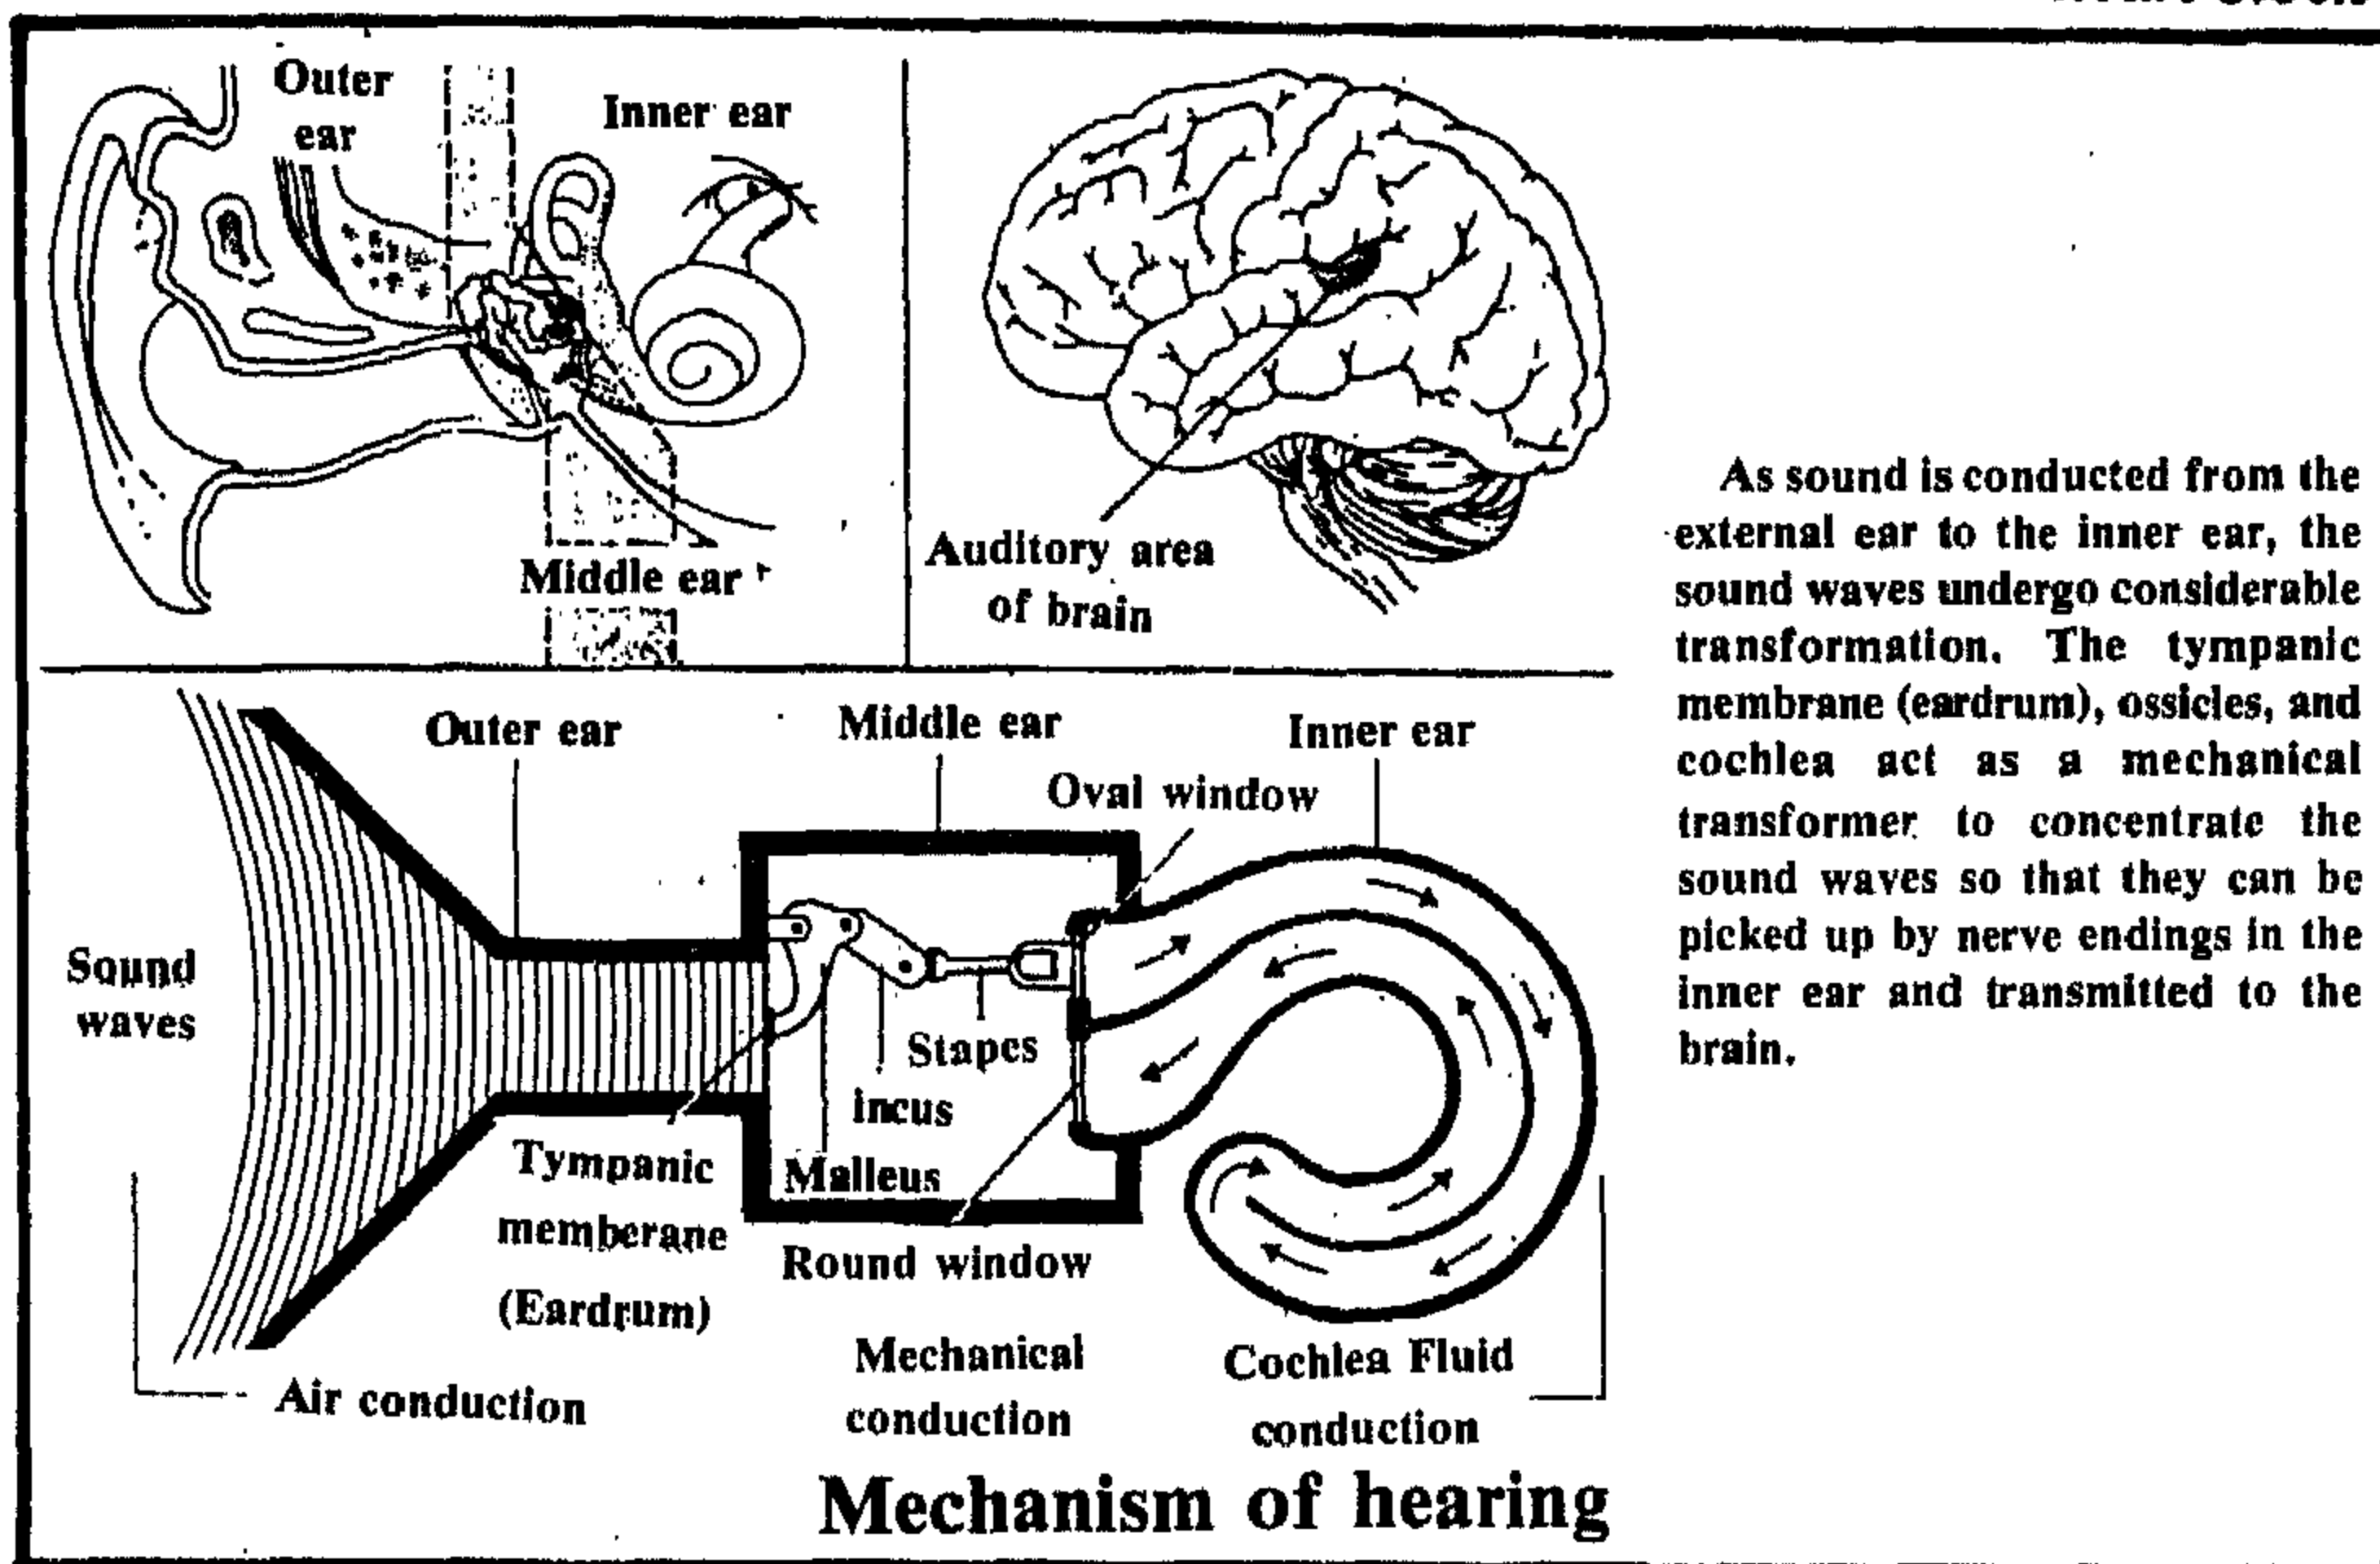 Outer
ear
Inner ear
Middle ear
Auditory area
of brain
As sound is conducted from the
external ear to the inner ear, the
sound waves undergo considerable
transformation. The tympanic
membrane (eardrum), ossicles, and
cochlea act as a mechanical
transformer to concentrate the
sound waves so that they can be
picked up by nerve endings in the
inner ear and transmitted to the
brain.
Outer ear
Middle ear
Inner ear
Oval window
Sound
waves
Stapes
incus
Malleus
Tympanic
memberane
(Eardrum)
Round window
Air conduction
Mechanical
conduction
Cochlea Fluid
conduction
Mechanism of hearing